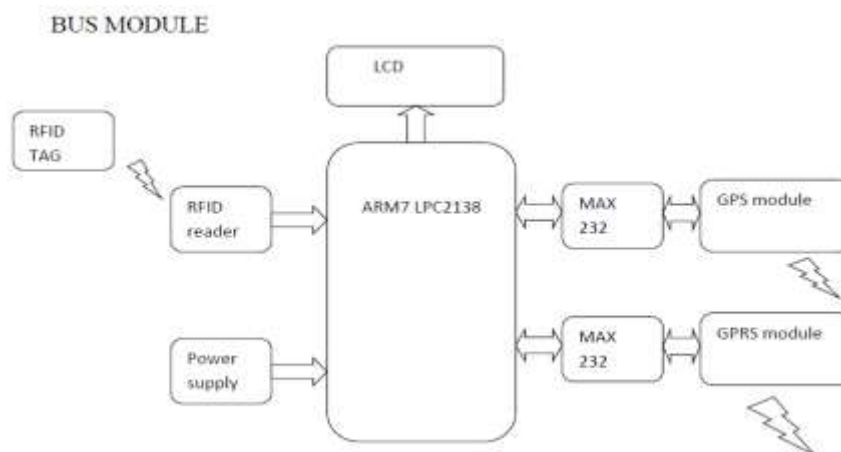 BUS MODULE
LCD
RFID
TAG
RFID
reader
ARM7 LPC2138
MAX
232
GPS module
Power
supply
MAX
232
GPRS module